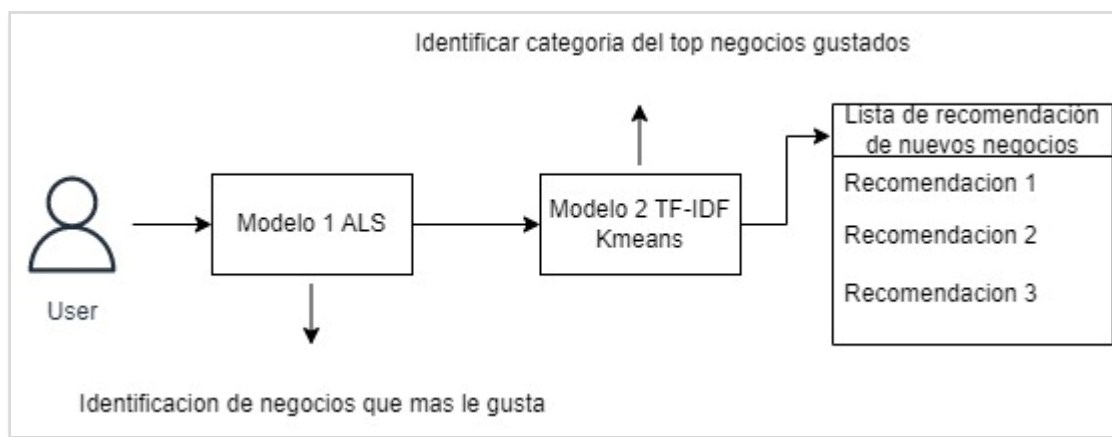 Identificar categoria del top negocios gustados
Lista de recomendación
de nuevos negocios
Recomendacion 1
Recomendacion 2
Recomendacion 3
Modelo 1 ALS
Modelo 2 TF-IDF
Kmeans
User
Identificacion de negocios que mas le gusta